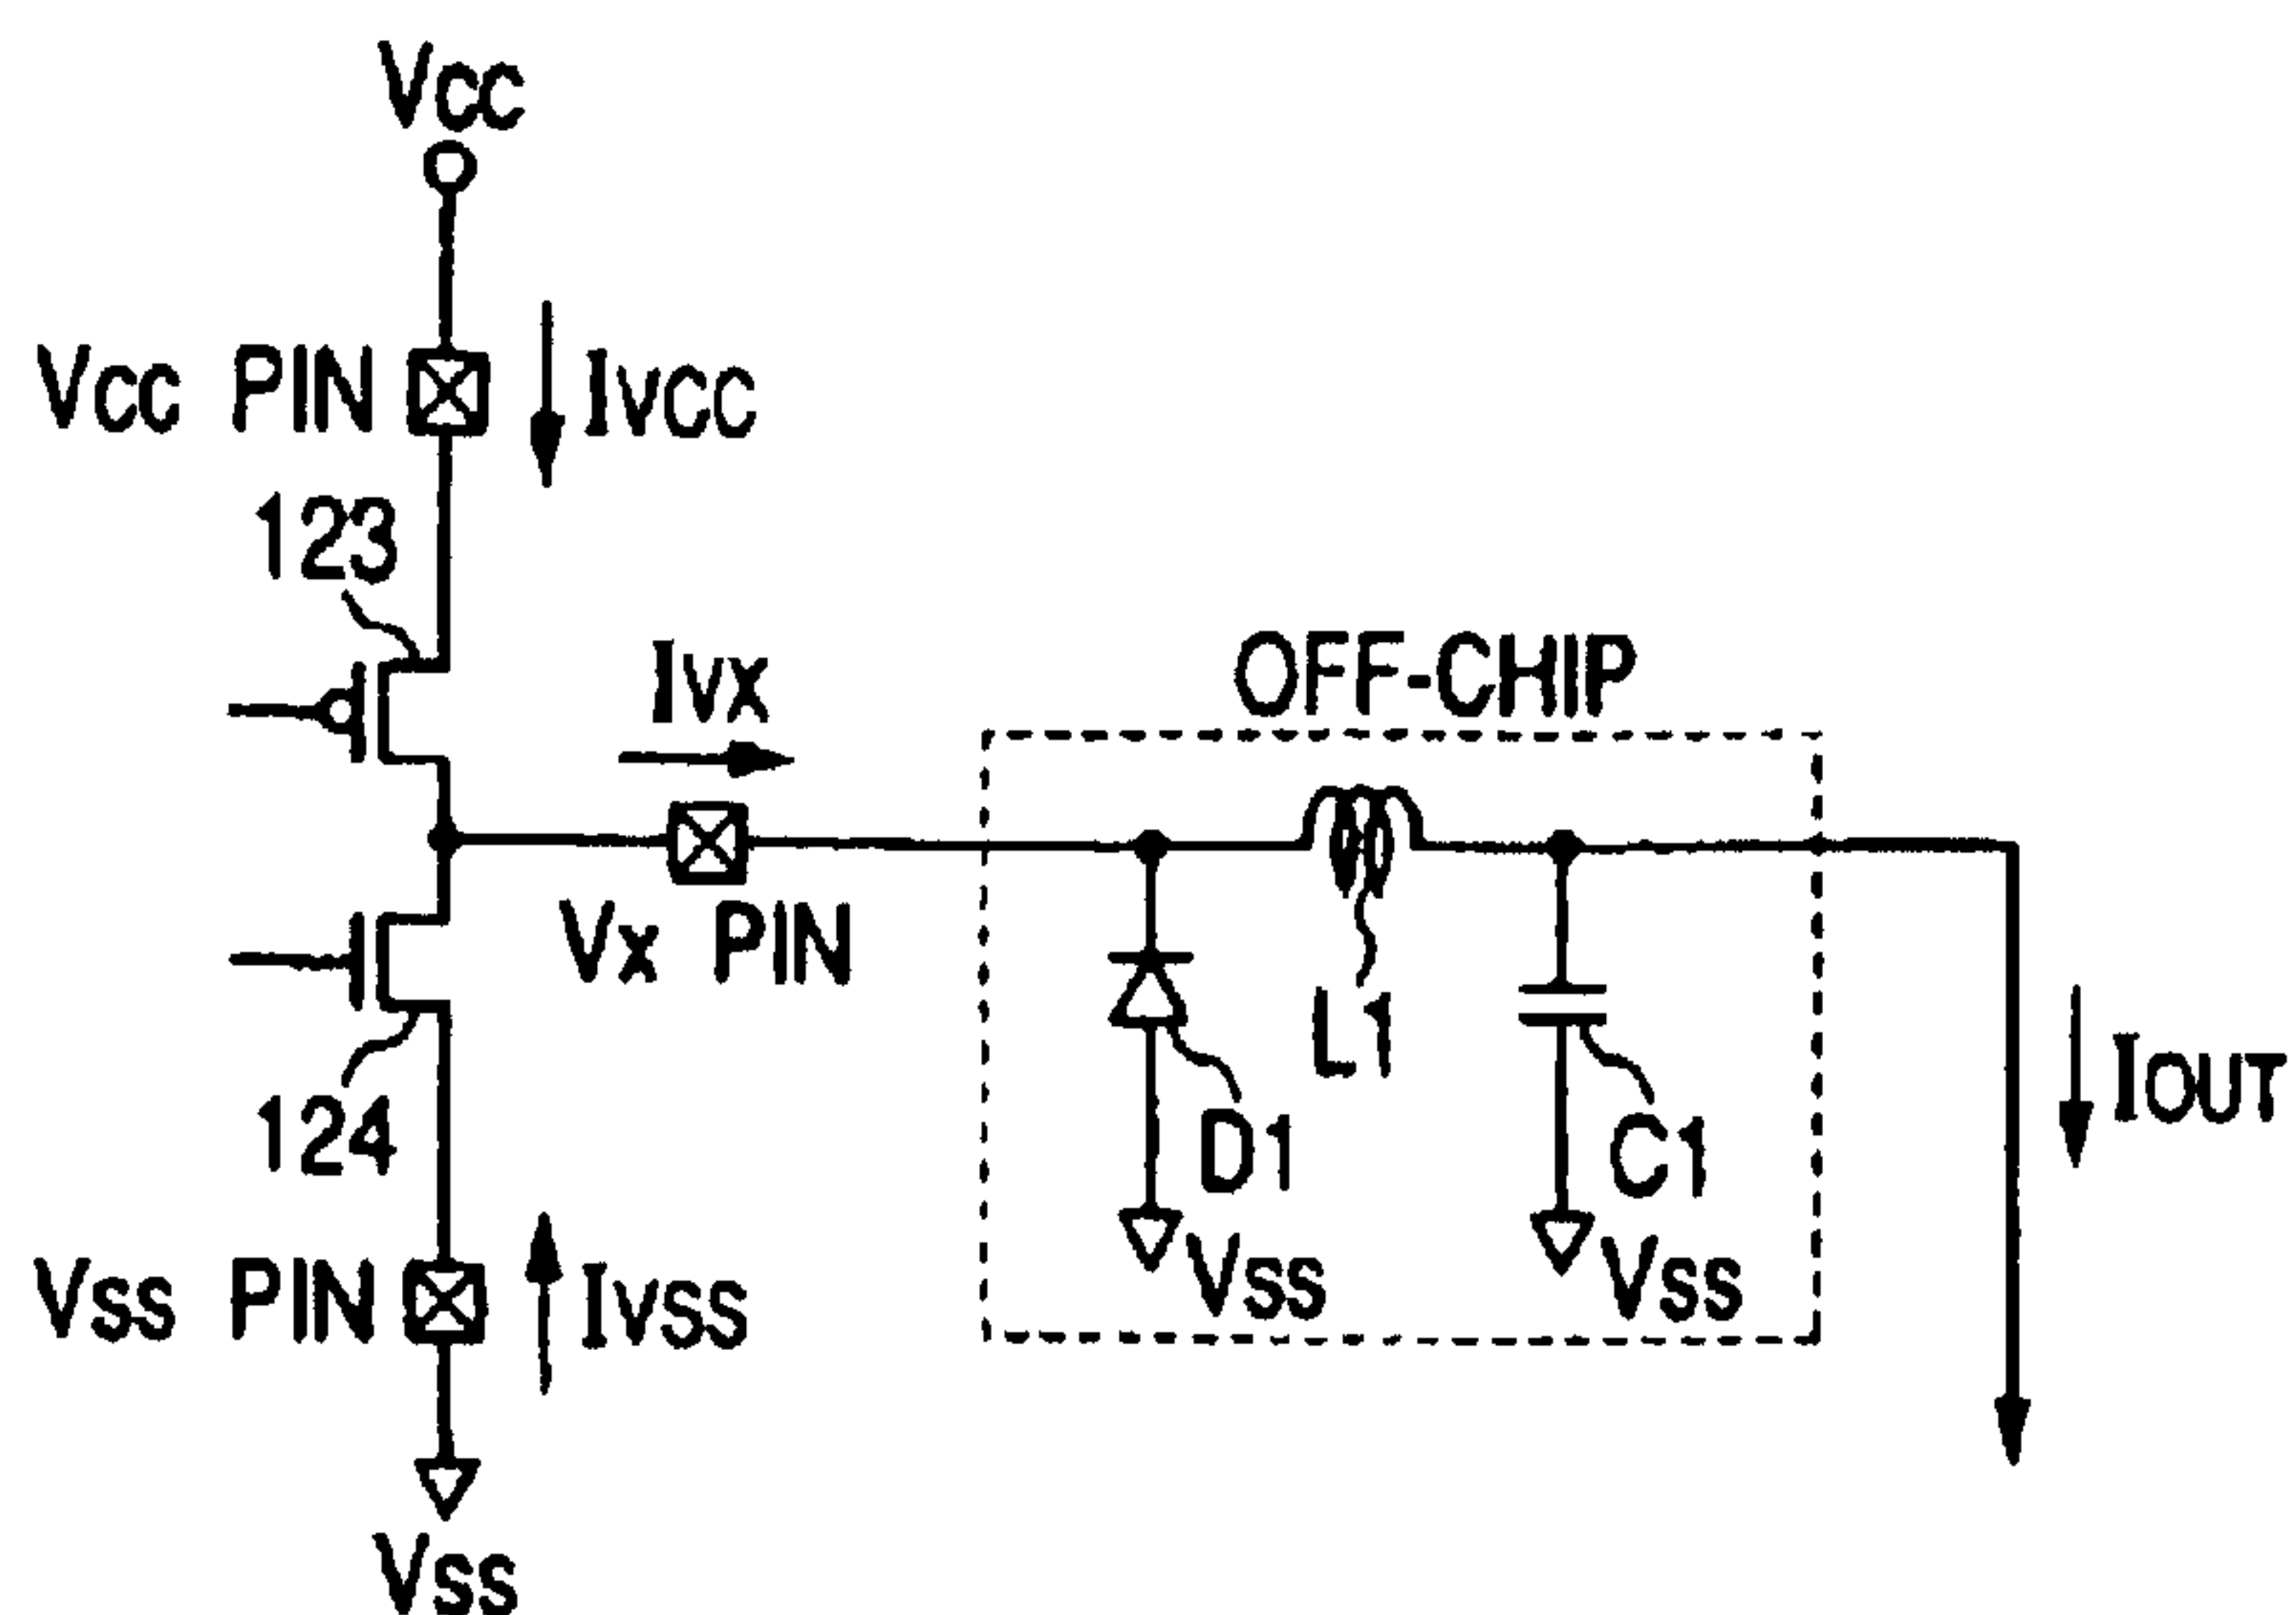 Vcc
Vcc PIN
Ivcc
123
Ivx
OFF-CHIP
Vx PIN
L1
Iout
124
D1
C1
Vss PIN
Ivss
Vss
Vss
Vss